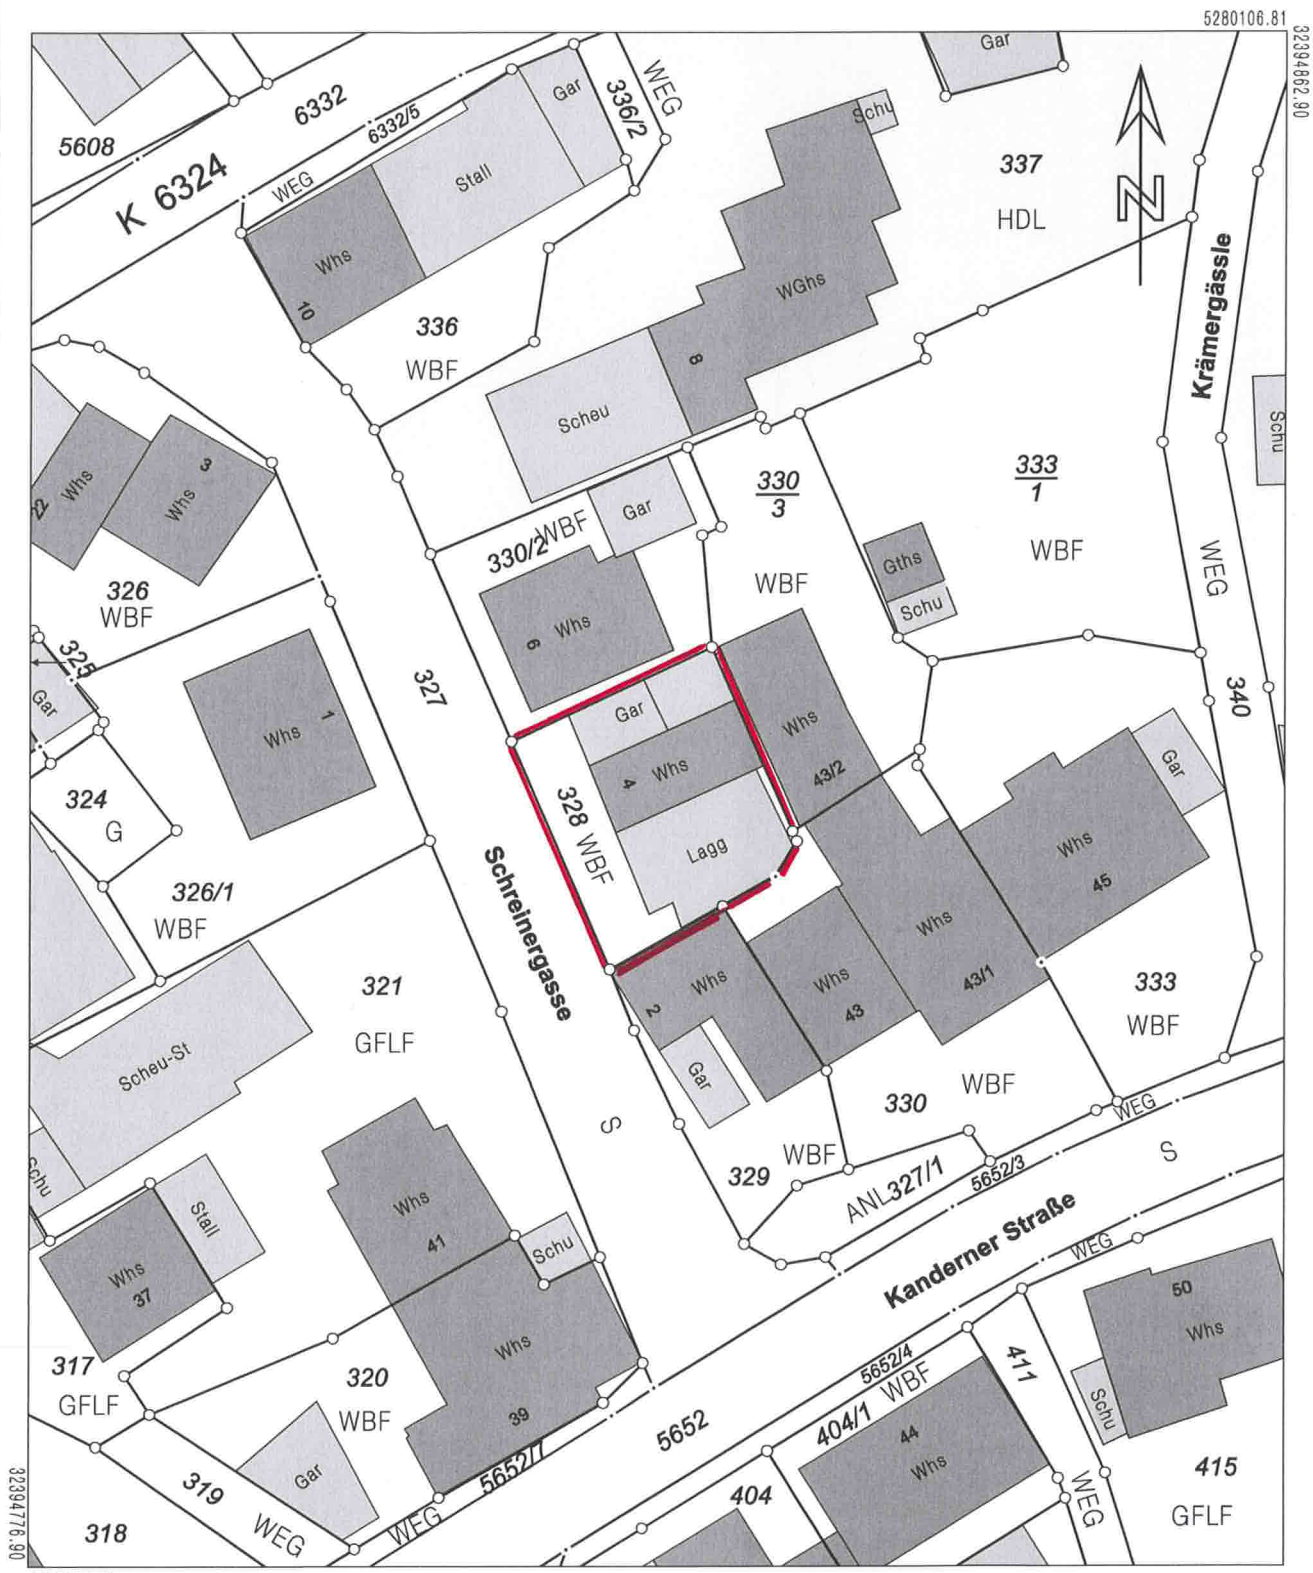 5280106.81
32394862.90
Gar
Gar
WEG
336/2
6332
6332/5
5608
K 6324
WEG
Stall
Schu
337
HDL
Whs
10
336
WBF
WGhs
8
Scheu
Krämergässle
Schu
3
Whs
Whs
22
Gar
330
3
333
1
WBF
330/2
WBF
WBF
Gths
Schu
WEG
326
WBF
6
Whs
325
Gar
327
340
1
Whs
Gar
Whs
43/2
4
Whs
Gar
324
G
328
WBF
Lagg
Whs
45
Schreinergasse
326/1
WBF
Whs
43/1
321
GFLF
Whs
2
Whs
43
333
WBF
Scheu-St
Gar
WBF
330
WEG
S
S
Schu
WBF
329
ANL
327/1
5652/3
Stall
Whs
41
Schu
Kanderner Straße
WEG
Whs
37
50
Whs
Whs
317
GFLF
320
WBF
39
5652/4
WBF
411
Schu
5652
404/1
44
Whs
5652/7
415
GFLF
319
WEG
Gar
WEG
404
WEG
318
32394776.90